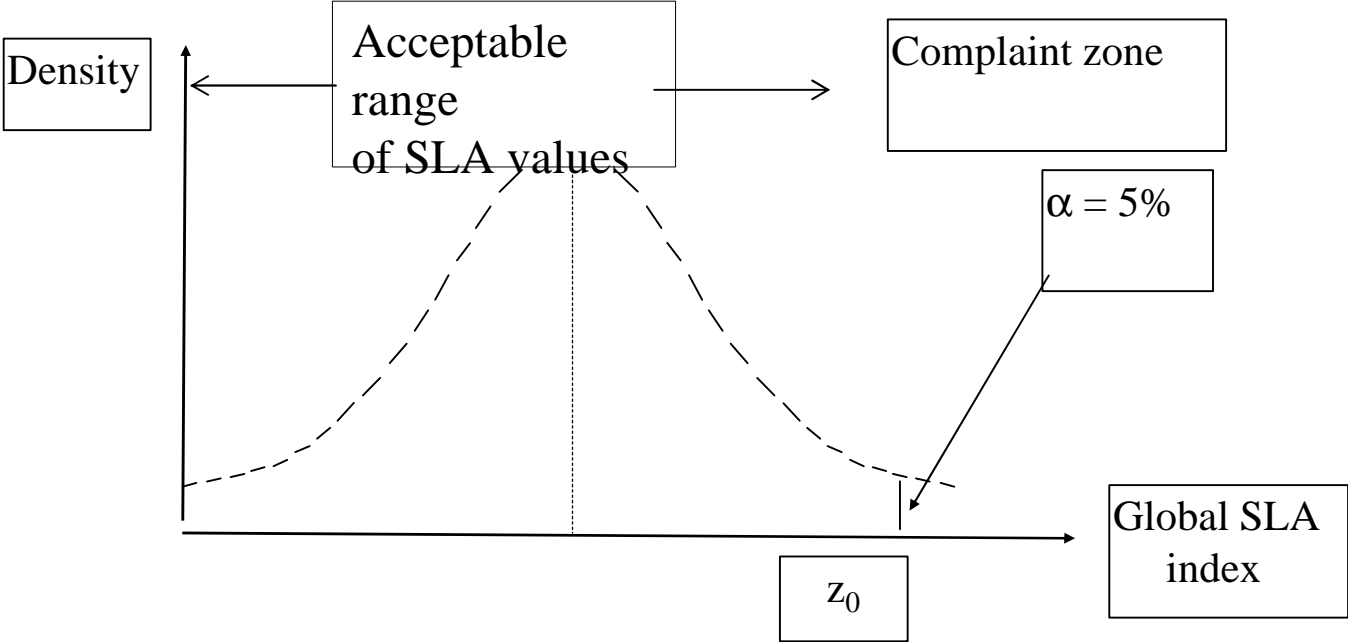 Density
Acceptable
range
of SLA values
Complaint zone
α = 5%
Global SLA
index
z₀